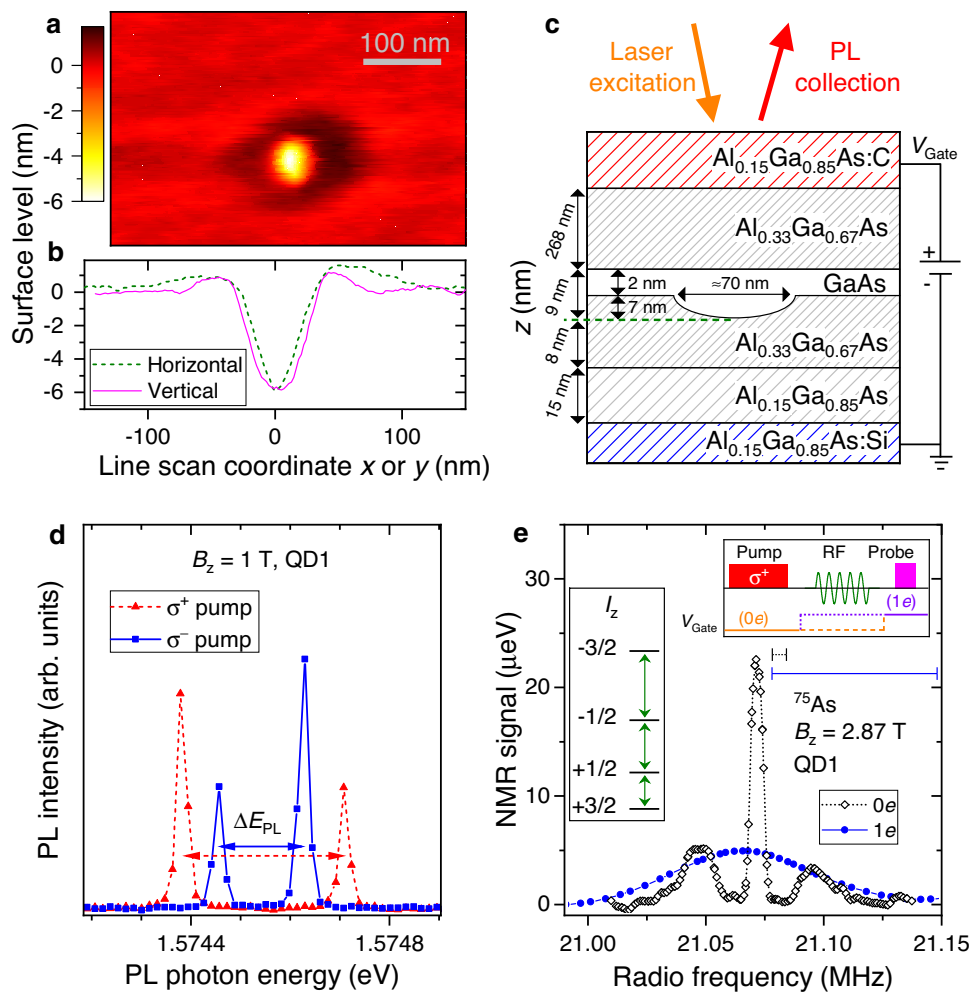 a
100 nm
0
-2
-4
-6
Surface level (nm)
b
0
-2
-4
-6
Horizontal
Vertical
-100
0
100
Line scan coordinate x or y (nm)
c
Laser
excitation
PL
collection
Al0.15Ga0.85As:C
VGate
268 nm
Al0.33Ga0.67As
+
-
z (nm)
9 nm
2 nm
≈70 nm
GaAs
7 nm
8 nm
Al0.33Ga0.67As
15 nm
Al0.15Ga0.85As
Al0.15Ga0.85As:Si
d
Bz = 1 T, QD1
σ+ pump
σ− pump
ΔEPL
PL intensity (arb. units)
1.5744
1.5748
PL photon energy (eV)
e
Pump
RF
Probe
σ+
(1e)
VGate
(0e)
Iz
-3/2
-1/2
+1/2
+3/2
75As
Bz = 2.87 T
QD1
0e
1e
30
20
10
0
NMR signal (µeV)
21.00
21.05
21.10
21.15
Radio frequency (MHz)